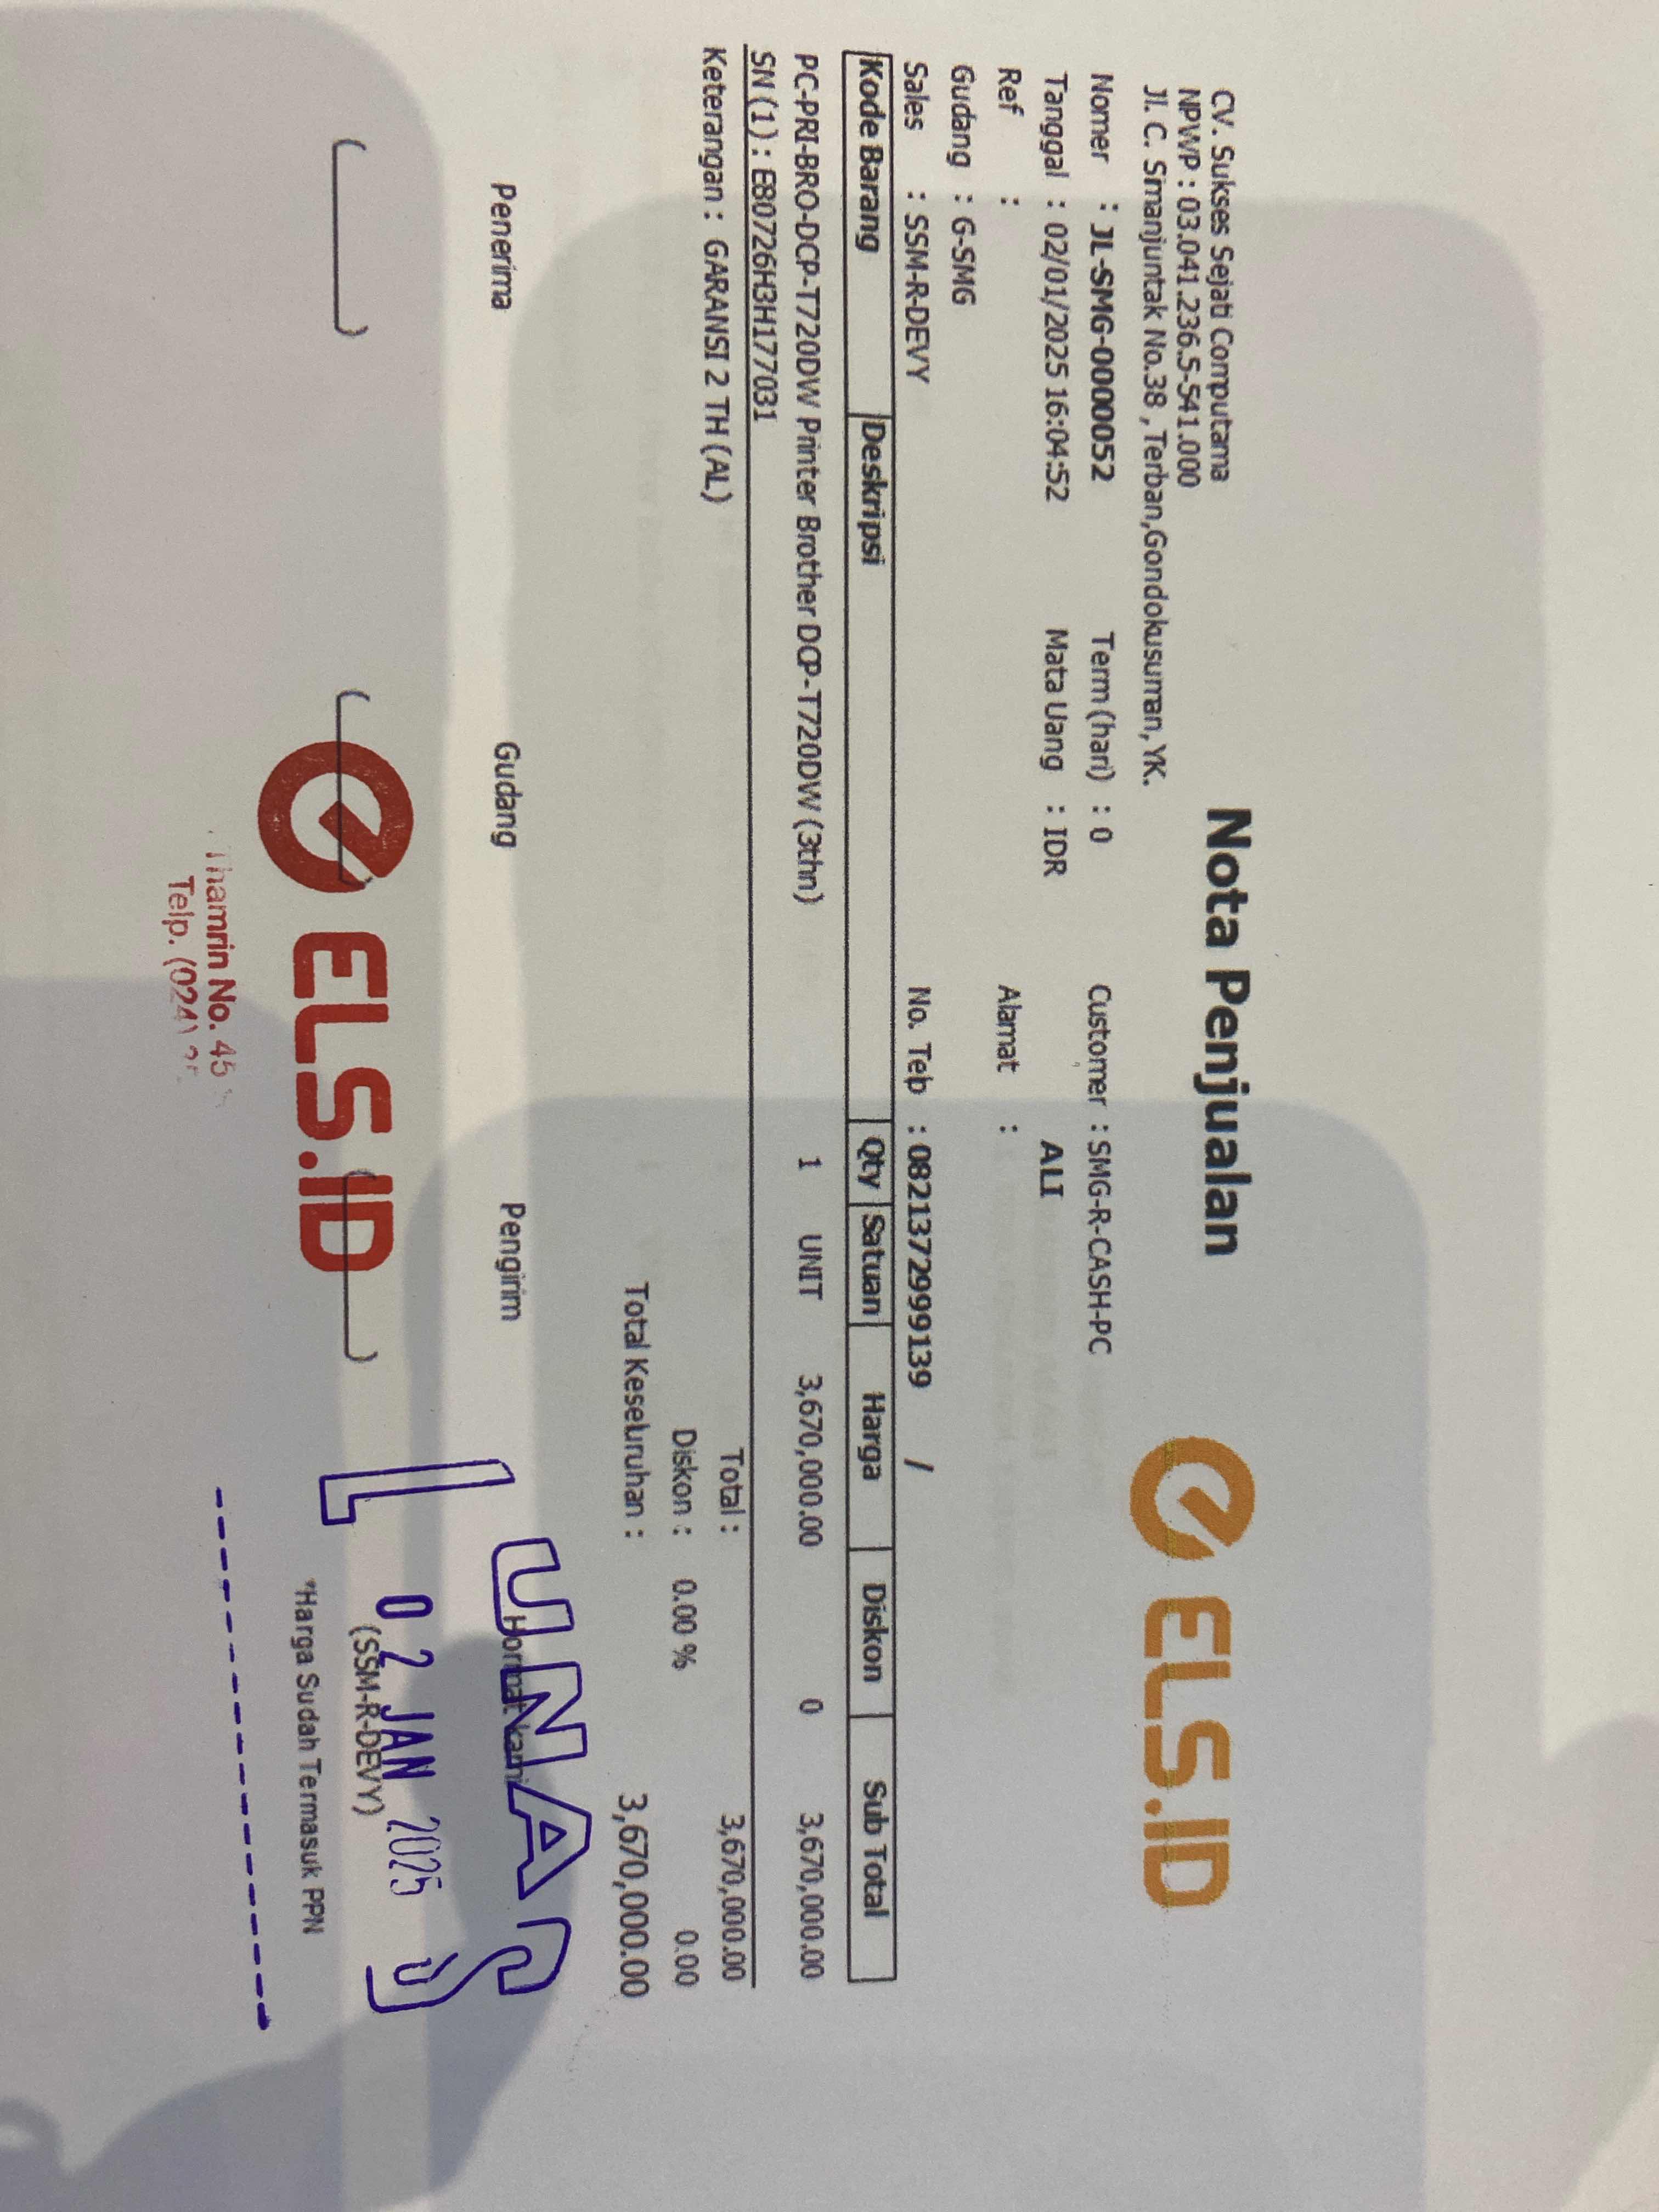 CV. Sukses Sejati Computama
NPWP : 03.041.236.5-541.000
Jl. C. Simanjuntak No.38 , Terban,Gondokusuman, YK.
Nota Penjualan
ELS.ID
Nomer : JL-SMG-0000052 Term (hari) : 0 Customer : SMG-R-CASH-PC
Tanggal : 02/01/2025 16:04:52 Mata Uang : IDR ALI
Ref : Alamat :
Gudang : G-SMG
Sales : SSM-R-DEVY No. Telp : 082137299139 /
Kode Barang Deskripsi Qty Satuan Harga Diskon Sub Total
PC-PRI-BRO-DCP-T720DW Printer Brother DCP-T720DW (3thn) 1 UNIT 3,670,000.00 0 3,670,000.00
SN (1) : E80726H3H177031
Keterangan : GARANSI 2 TH (AL) Total : 3,670,000.00
Diskon : 0.00 % 0.00
Total Keseluruhan : 3,670,000.00
Penerima Gudang Pengirim Hormat kami
LUNAS
02 JAN 2025
( ) ( ) ( ) (SSM-R-DEVY)
ELS.ID
*Harga Sudah Termasuk PPN
Thamrin No. 45
Telp. (024)